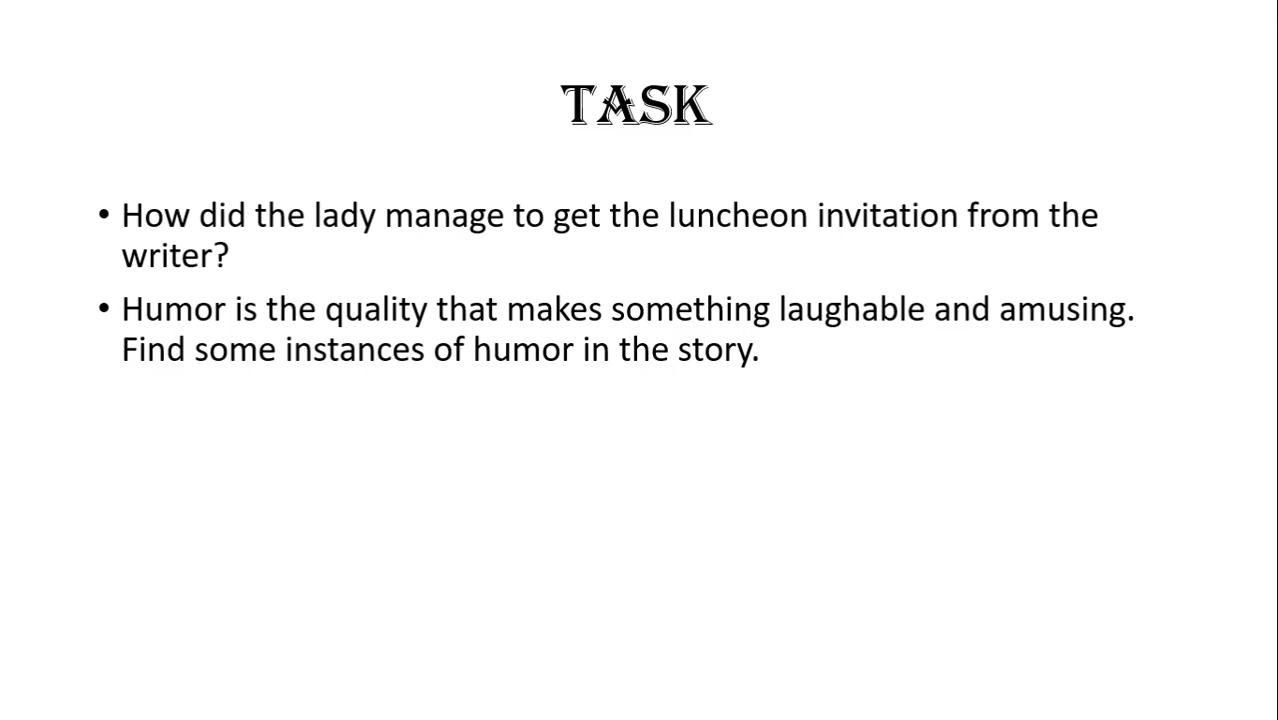 TASK
• How did the lady manage to get the luncheon invitation from the
writer?
• Humor is the quality that makes something laughable and amusing.
Find some instances of humor in the story.